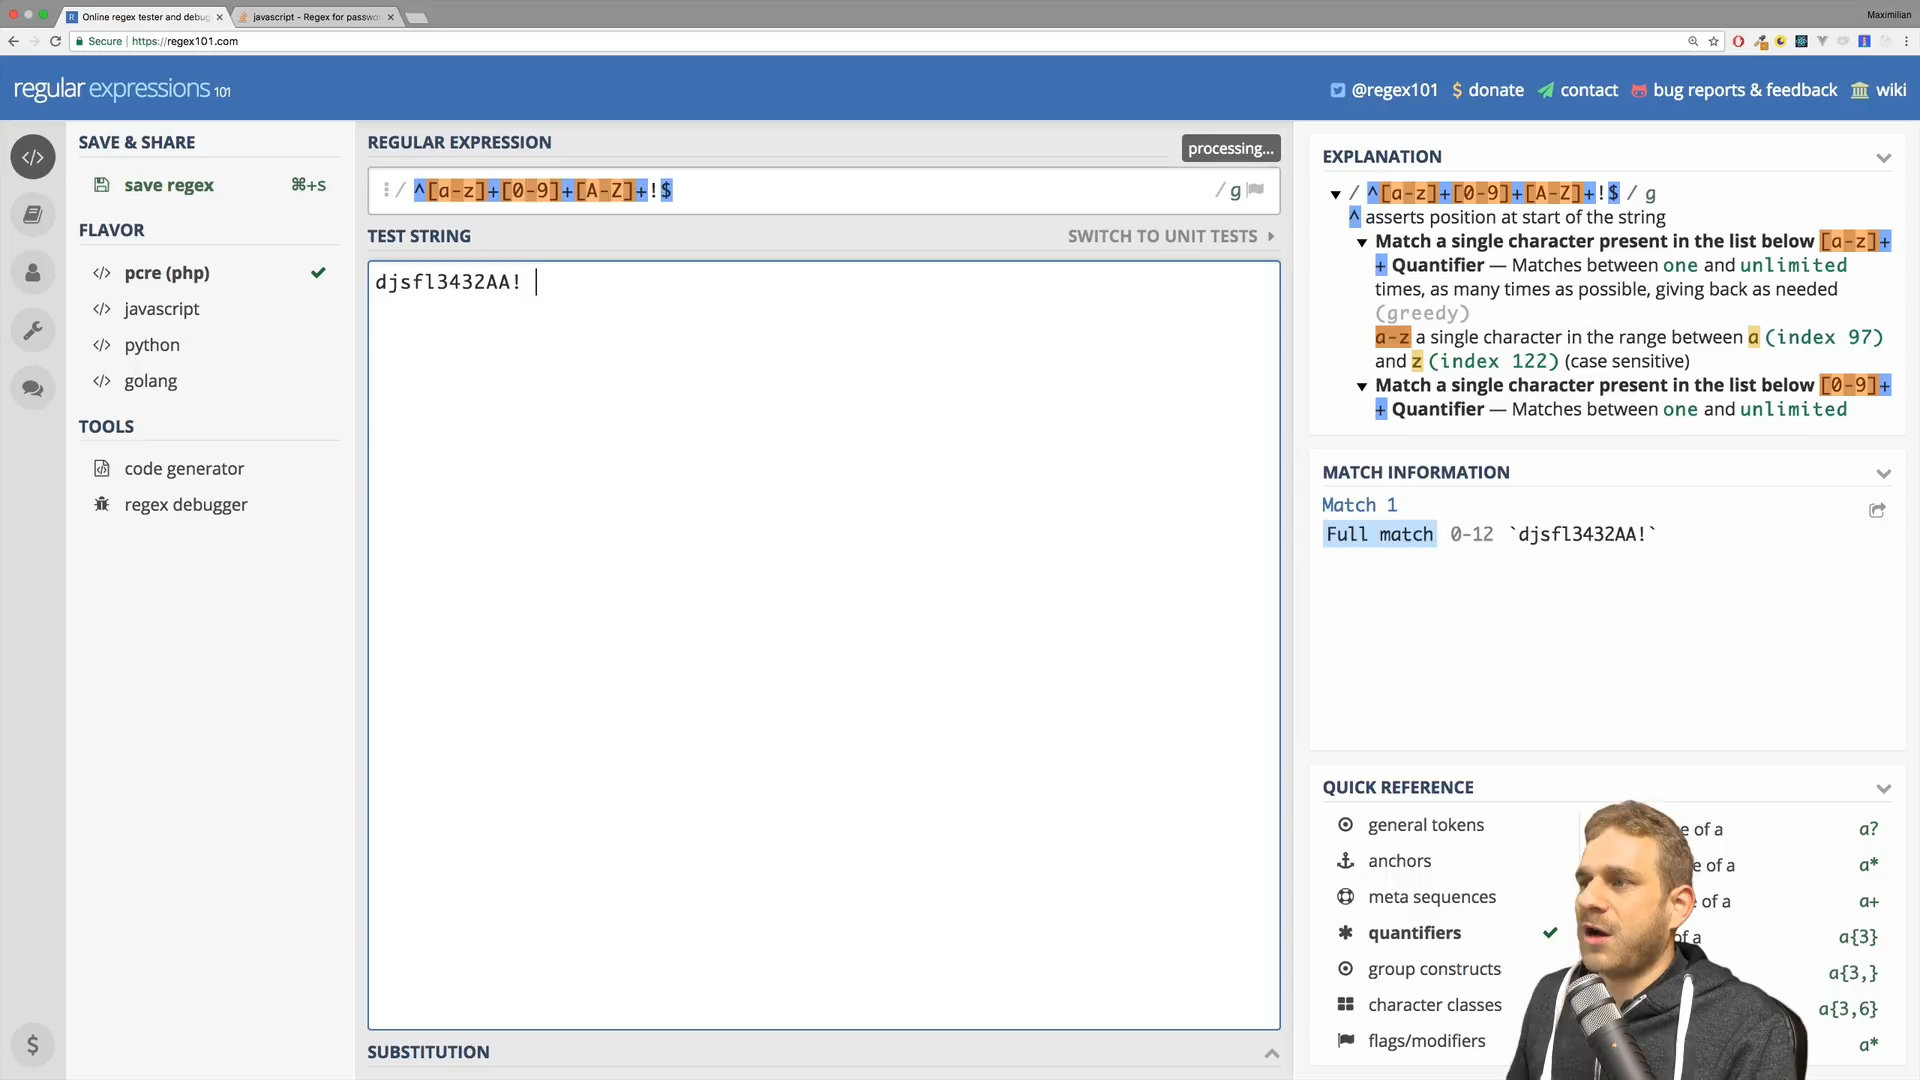 Online regex tester and debug
javascript - Regex for passwo
Maximilian
Secure https://regex101.com
regular expressions 101
@regex101
donate
contact
bug reports & feedback
wiki
SAVE & SHARE
save regex ⌘+S
FLAVOR
</> pcre (php)
</> javascript
</> python
</> golang
TOOLS
code generator
regex debugger
$
REGULAR EXPRESSION
processing...
/ ^[a-z]+[0-9]+[A-Z]+!$ / g
TEST STRING
SWITCH TO UNIT TESTS
djsfl3432AA!
SUBSTITUTION
EXPLANATION
/ ^[a-z]+[0-9]+[A-Z]+!$ / g
^ asserts position at start of the string
Match a single character present in the list below [a-z]+
+ Quantifier — Matches between one and unlimited
times, as many times as possible, giving back as needed
(greedy)
a-z a single character in the range between a (index 97)
and z (index 122) (case sensitive)
Match a single character present in the list below [0-9]+
+ Quantifier — Matches between one and unlimited
MATCH INFORMATION
Match 1
Full match 0-12 `djsfl3432AA!`
QUICK REFERENCE
general tokens
anchors
meta sequences
quantifiers
group constructs
character classes
flags/modifiers
e of a a?
e of a a*
of a a+
of a a{3}
a{3,}
a{3,6}
a*